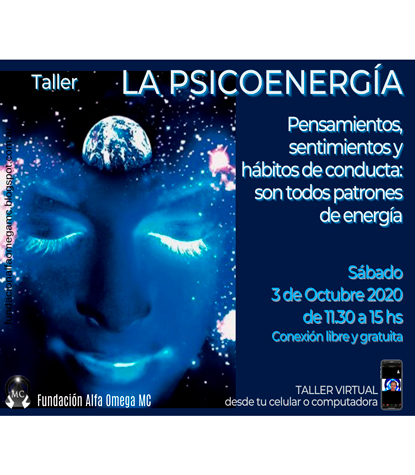 Taller
LA PSICOENERGÍA
Pensamientos,
sentimientos y
hábitos de conducta:
son todos patrones
de energía
Sábado
3 de Octubre 2020
de 11.30 a 15 hs
Conexión libre y gratuita
TALLER VIRTUAL
desde tu celular o computadora
MC
Fundación Alfa Omega MC